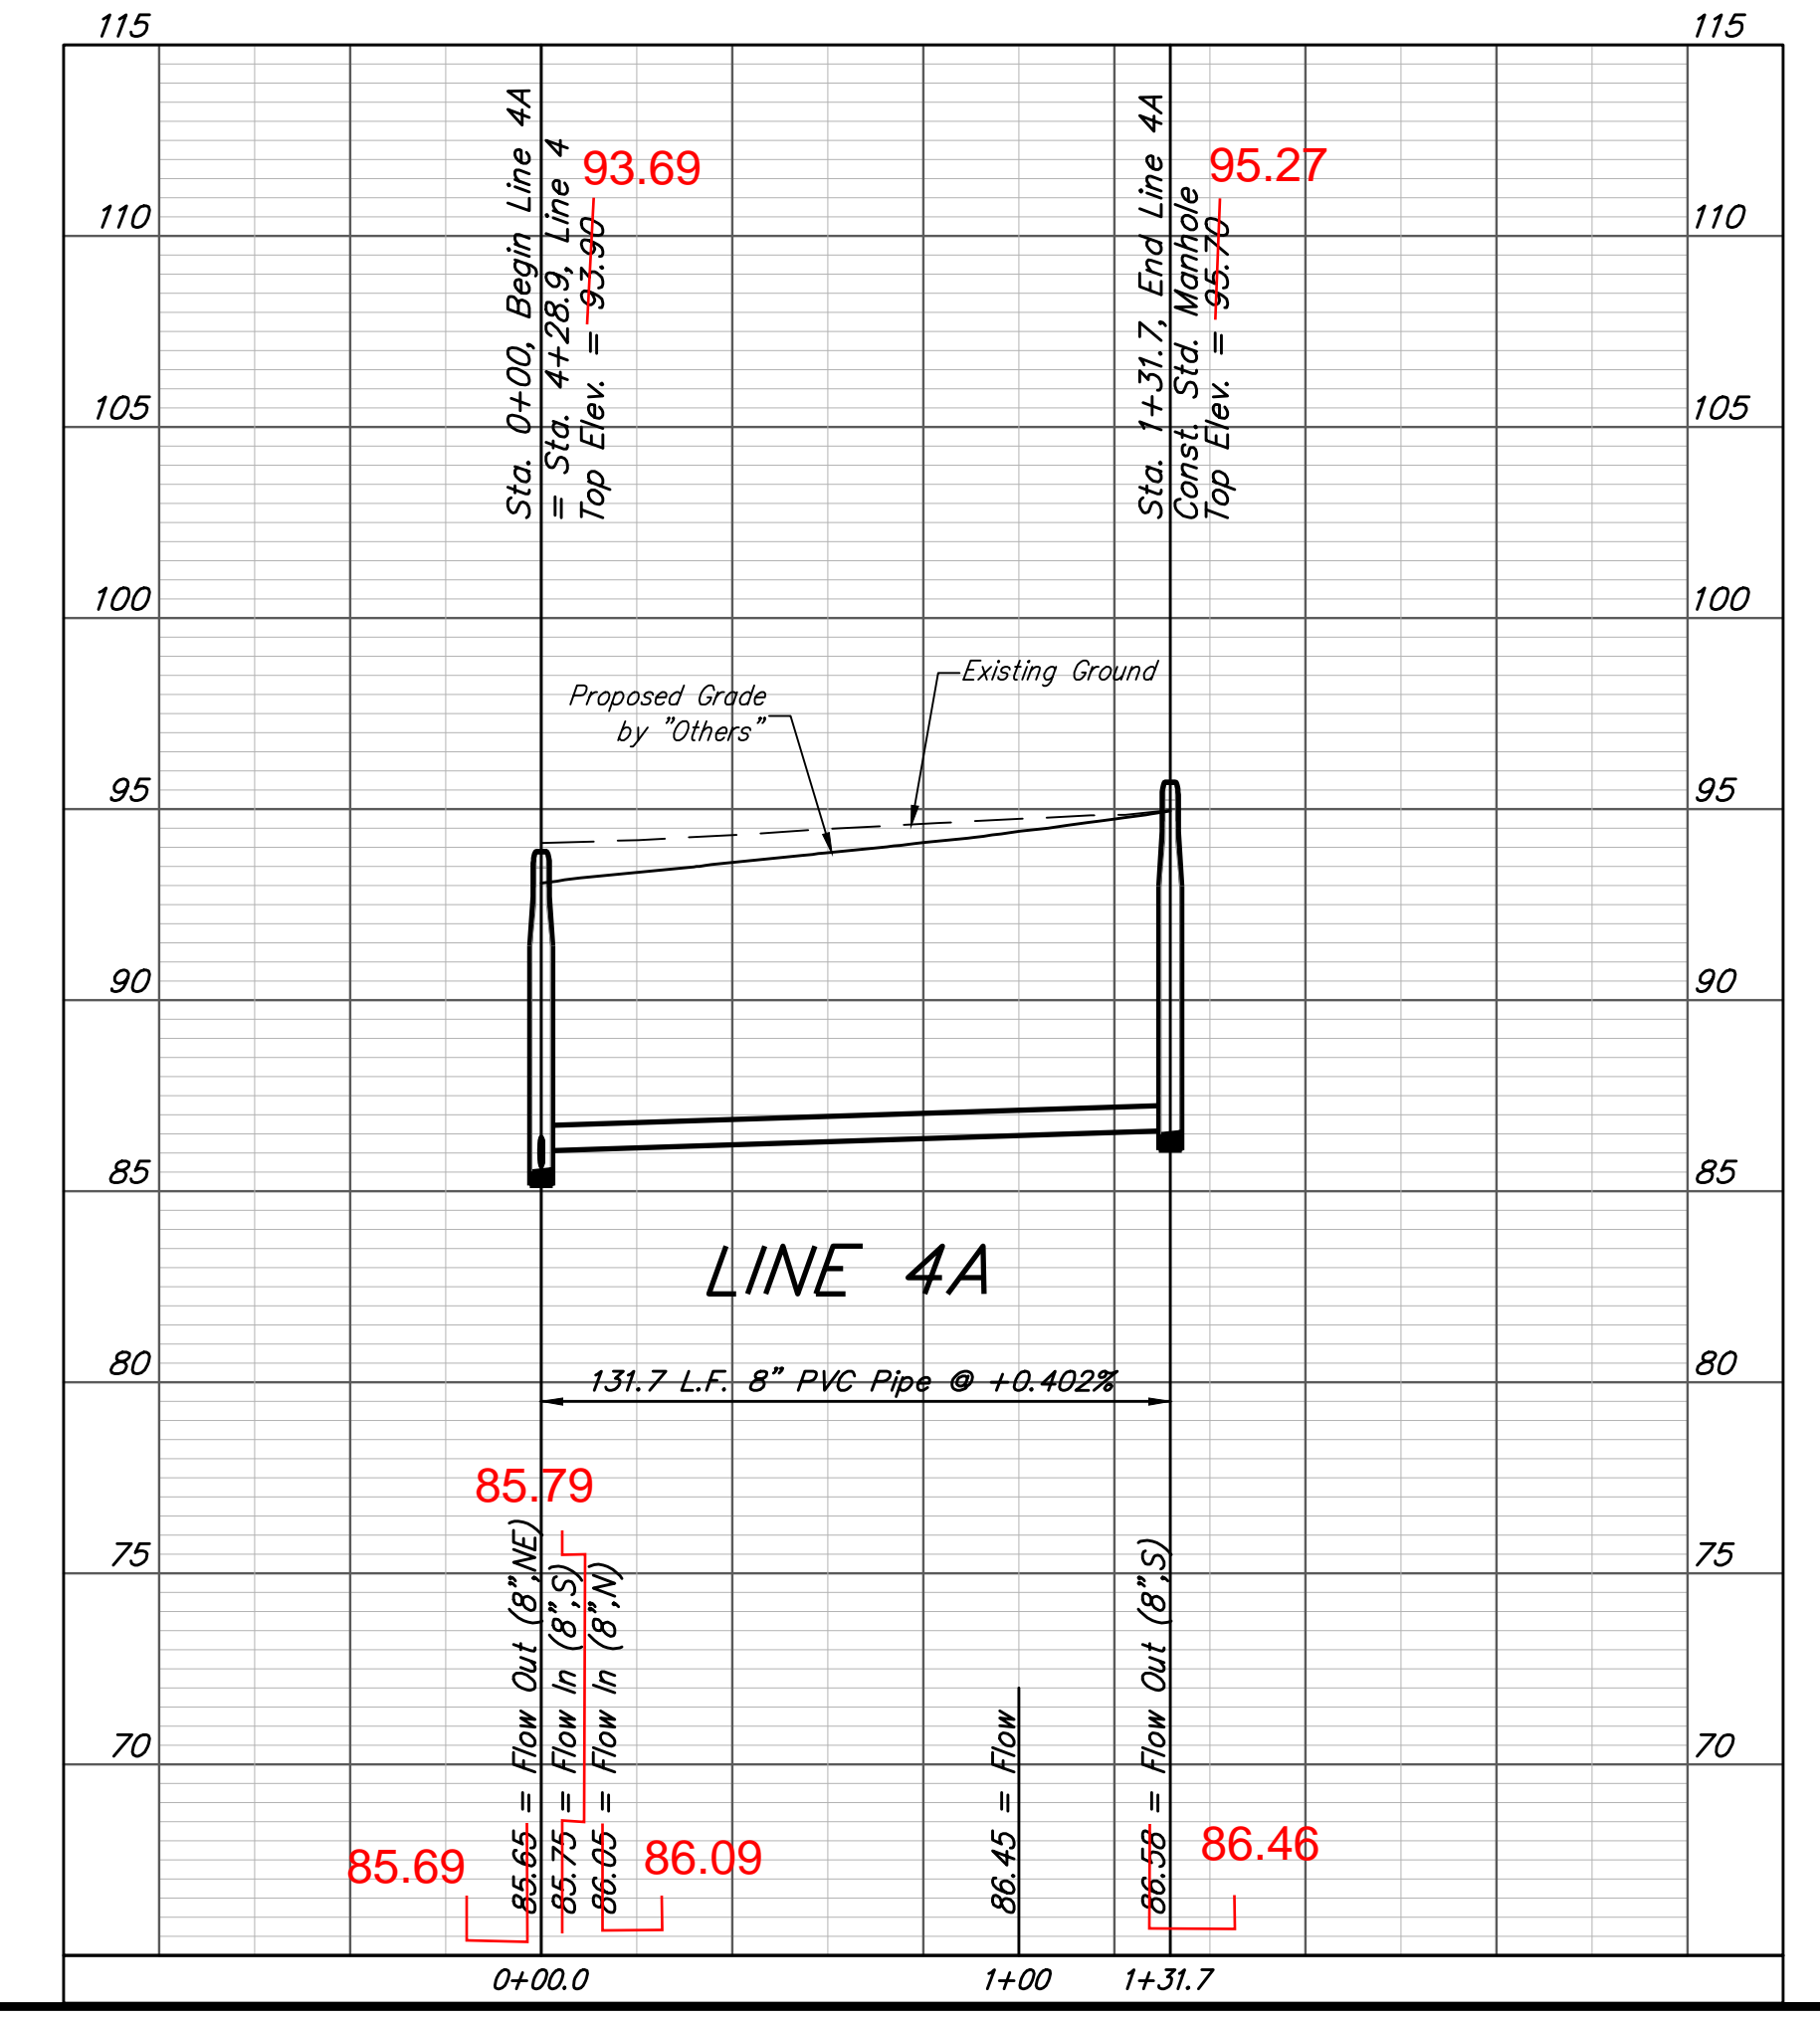 115
115
110
110
105
105
100
100
95
95
90
90
85
85
80
80
75
75
70
70
Sta. 0+00, Begin Line 4A
= Sta. 4+28.9, Line 4
Top Elev. = 93.90
93.69
Sta. 1+31.7, End Line 4A
Const. Std. Manhole
Top Elev. = 95.70
95.27
Proposed Grade
by "Others"
Existing Ground
LINE 4A
131.7 L.F. 8" PVC Pipe @ +0.402%
85.79
85.65 = Flow Out (8",NE)
85.75 = Flow In (8",S)
86.05 = Flow In (8",N)
85.69
86.09
86.45 = Flow
86.58 = Flow Out (8",S)
86.46
0+00.0
1+00
1+31.7